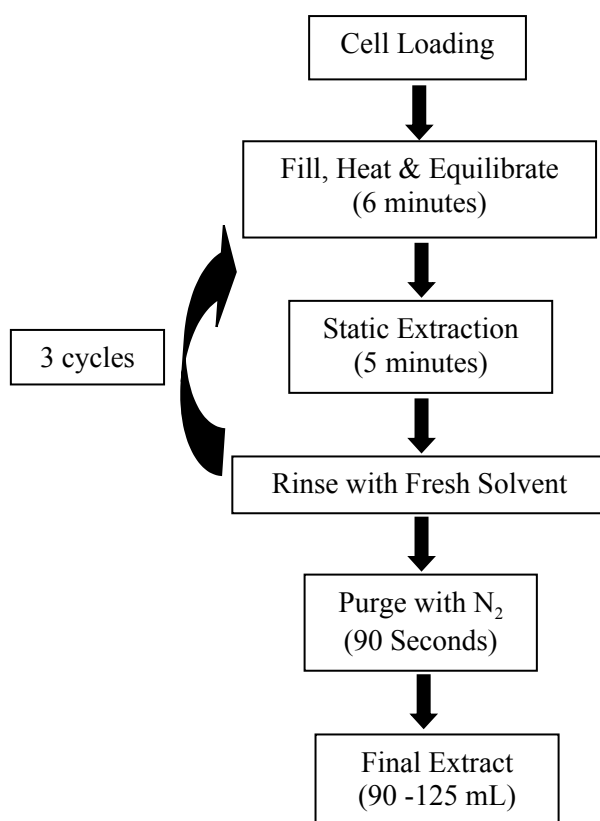 Cell Loading
Fill, Heat & Equilibrate
(6 minutes)
3 cycles
Static Extraction
(5 minutes)
Rinse with Fresh Solvent
Purge with N₂
(90 Seconds)
Final Extract
(90 -125 mL)